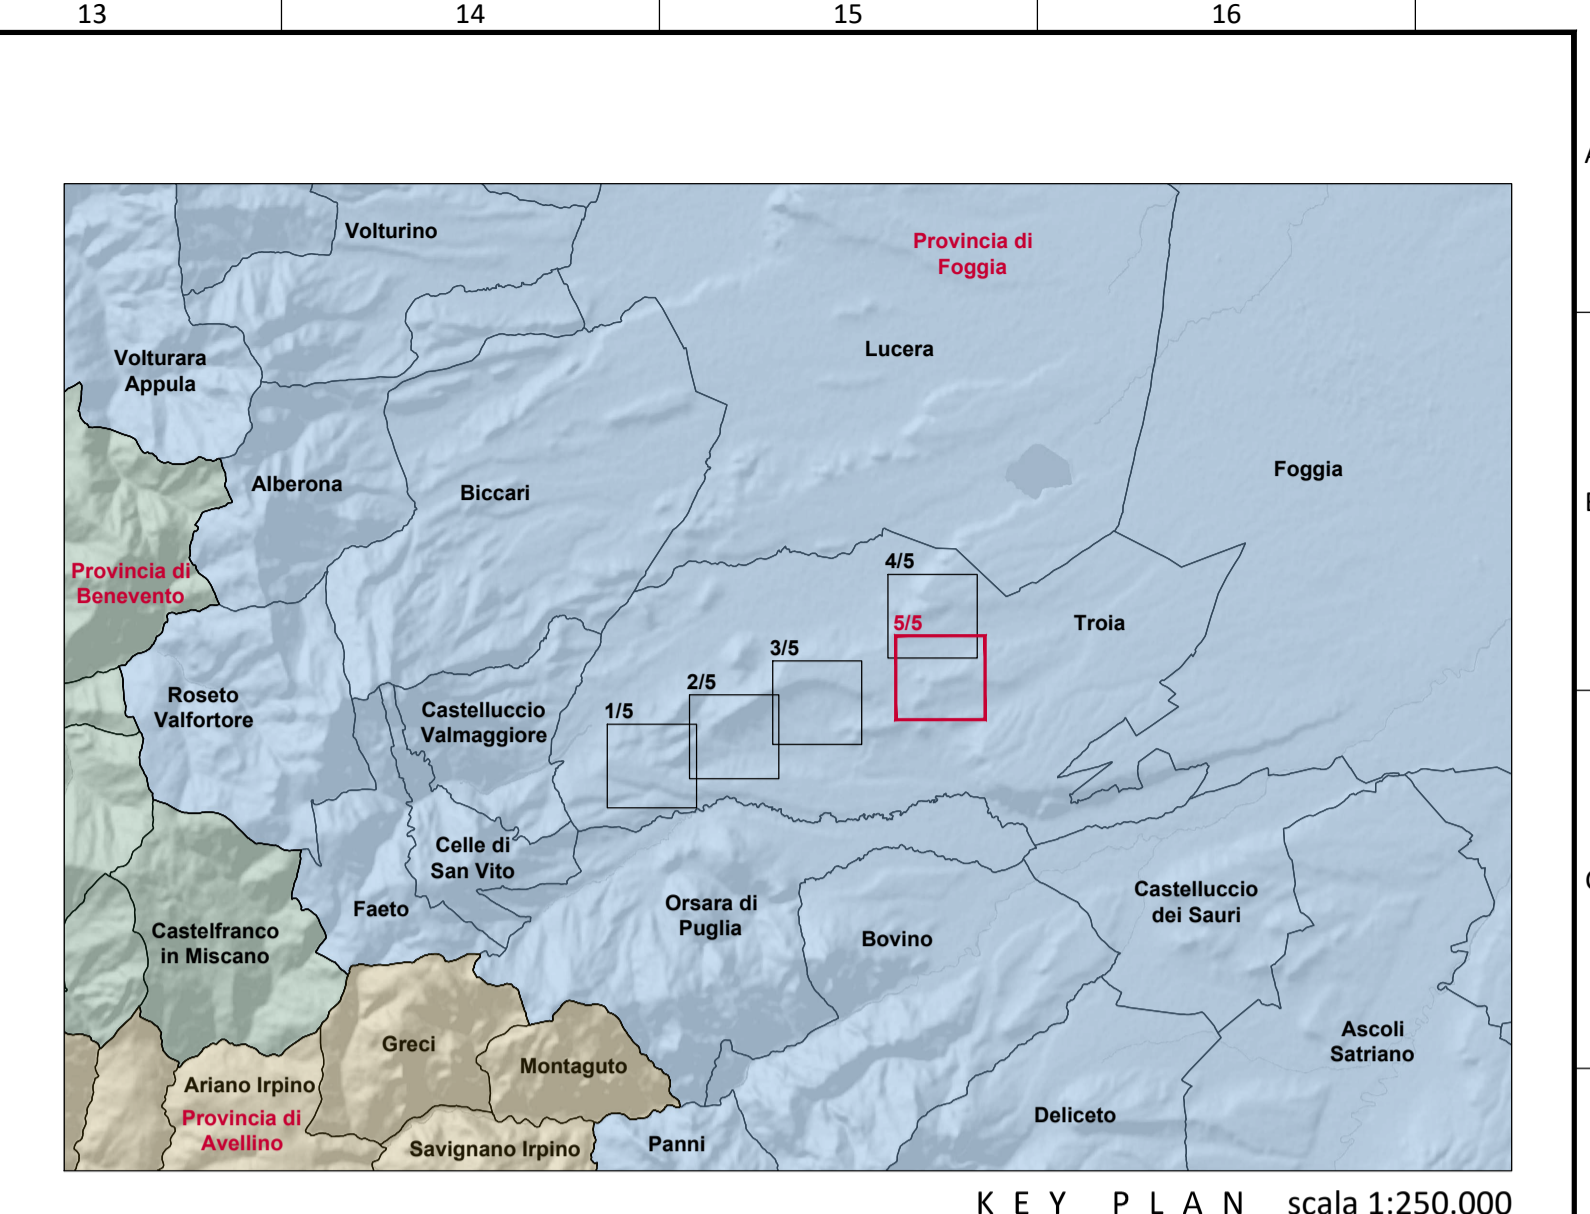 13 14 15 16
A
Volturino
Provincia di
Foggia
Lucera
Volturara
Appula
Foggia
Alberona
Biccari
4/5
Provincia di
Benevento
5/5
Troia
3/5
2/5
1/5
Roseto
Valfortore
Castelluccio
Valmaggiore
Celle di
San Vito
Faeto
Orsara di
Puglia
Castelluccio
dei Sauri
Bovino
Castelfranco
in Miscano
Greci
Ascoli
Satriano
Montaguto
Ariano Irpino
Provincia di
Avellino
Deliceto
Savignano Irpino
Panni
KEY PLAN scala 1:250.000